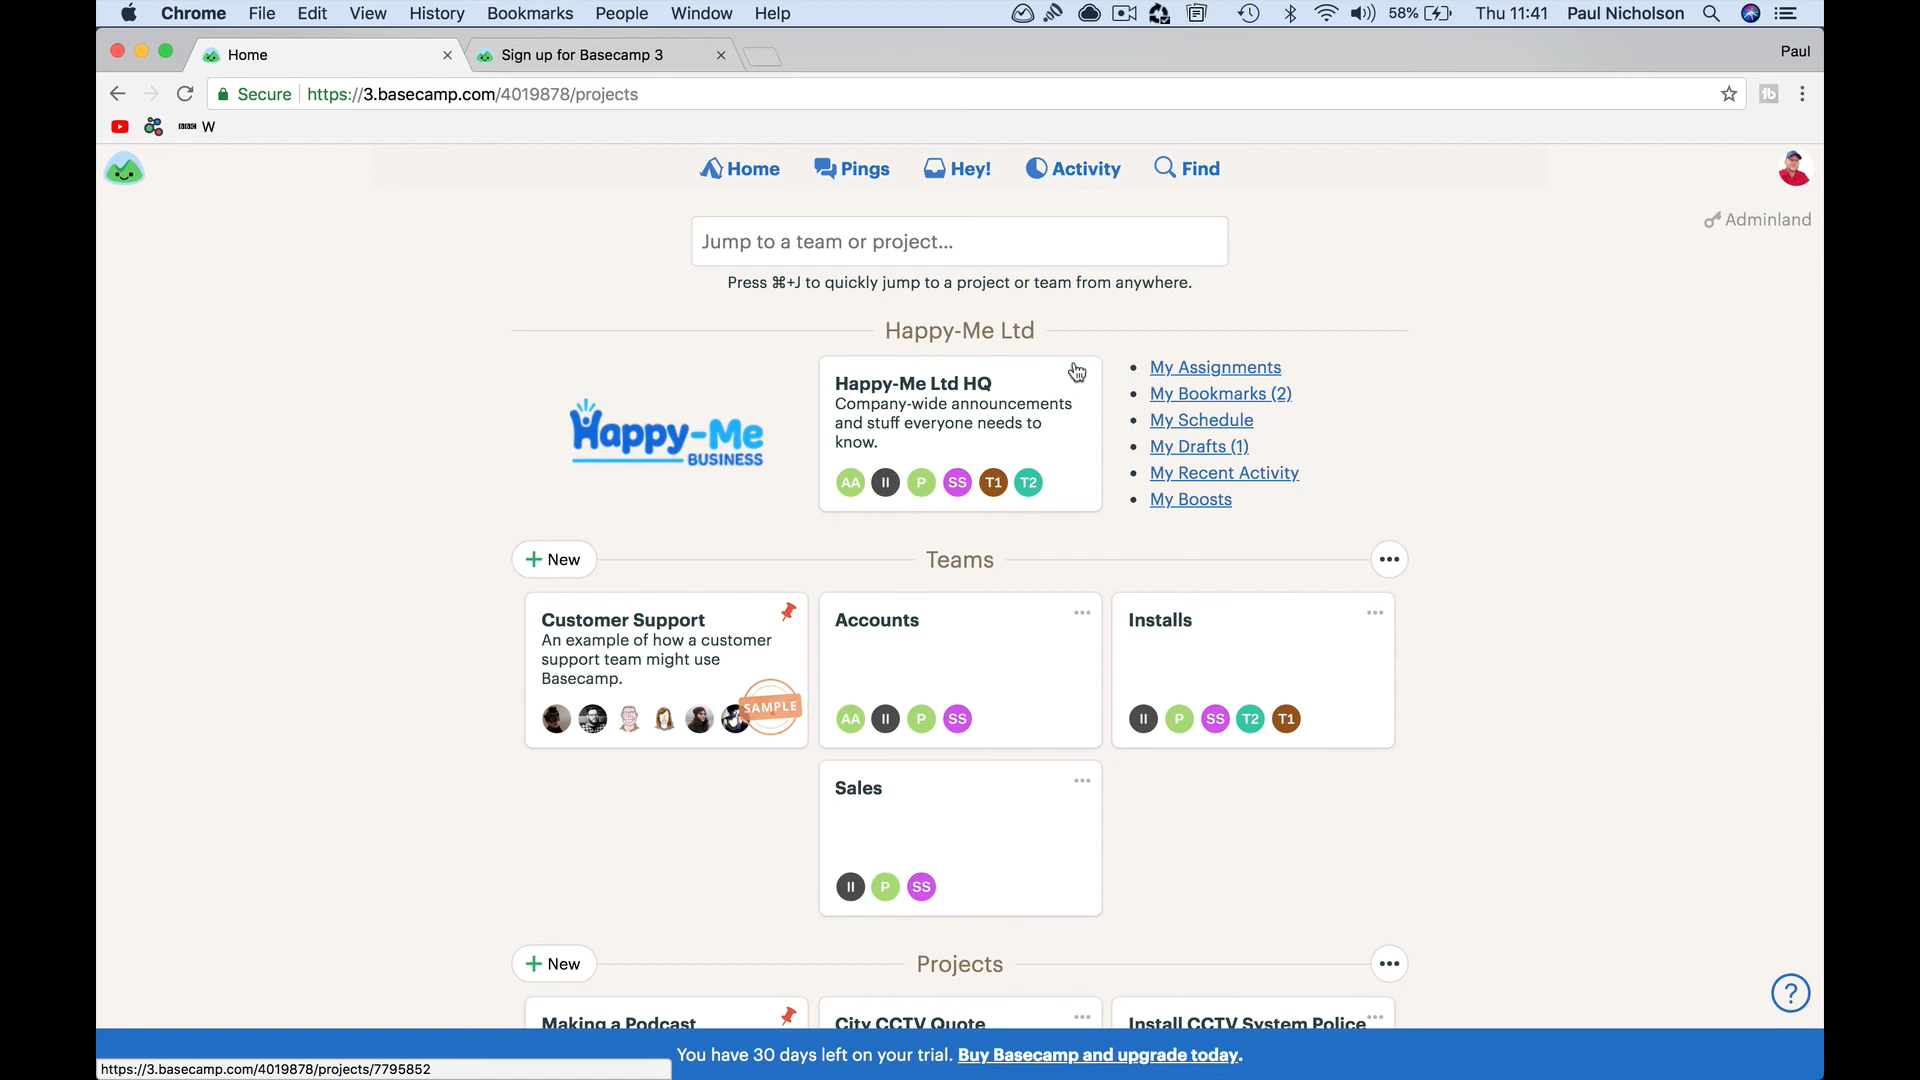 Chrome File Edit View History Bookmarks People Window Help 58% Thu 11:41 Paul Nicholson
Home Sign up for Basecamp 3 Paul
Secure https://3.basecamp.com/4019878/projects
BBC W
Home Pings Hey! Activity Find
Adminland
Jump to a team or project...
Press ⌘+J to quickly jump to a project or team from anywhere.
Happy-Me Ltd
Happy-Me
BUSINESS
Happy-Me Ltd HQ
Company-wide announcements
and stuff everyone needs to
know.
AA II P SS T1 T2
My Assignments
My Bookmarks (2)
My Schedule
My Drafts (1)
My Recent Activity
My Boosts
+ New Teams
Customer Support
An example of how a customer
support team might use
Basecamp.
SAMPLE
Accounts
AA II P SS
Installs
II P SS T2 T1
Sales
II P SS
+ New Projects
Making a Podcast City CCTV Quote Install CCTV System Police
You have 30 days left on your trial. Buy Basecamp and upgrade today.
https://3.basecamp.com/4019878/projects/7795852